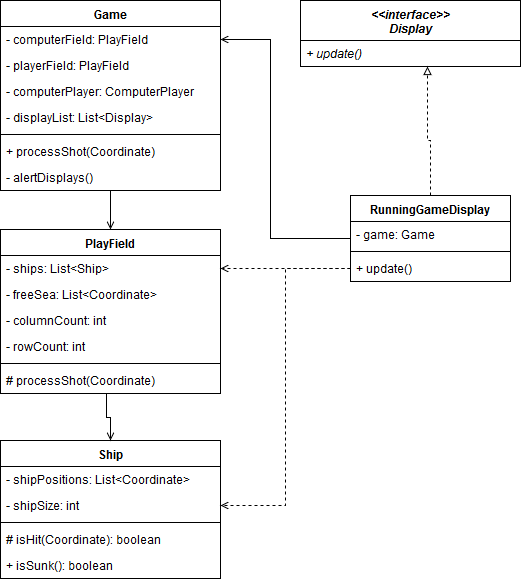 Game
- computerField: PlayField
- playerField: PlayField
- computerPlayer: ComputerPlayer
- displayList: List<Display>
+ processShot(Coordinate)
- alertDisplays()
<<interface>>
Display
+ update()
RunningGameDisplay
- game: Game
+ update()
PlayField
- ships: List<Ship>
- freeSea: List<Coordinate>
- columnCount: int
- rowCount: int
# processShot(Coordinate)
Ship
- shipPositions: List<Coordinate>
- shipSize: int
# isHit(Coordinate): boolean
+ isSunk(): boolean